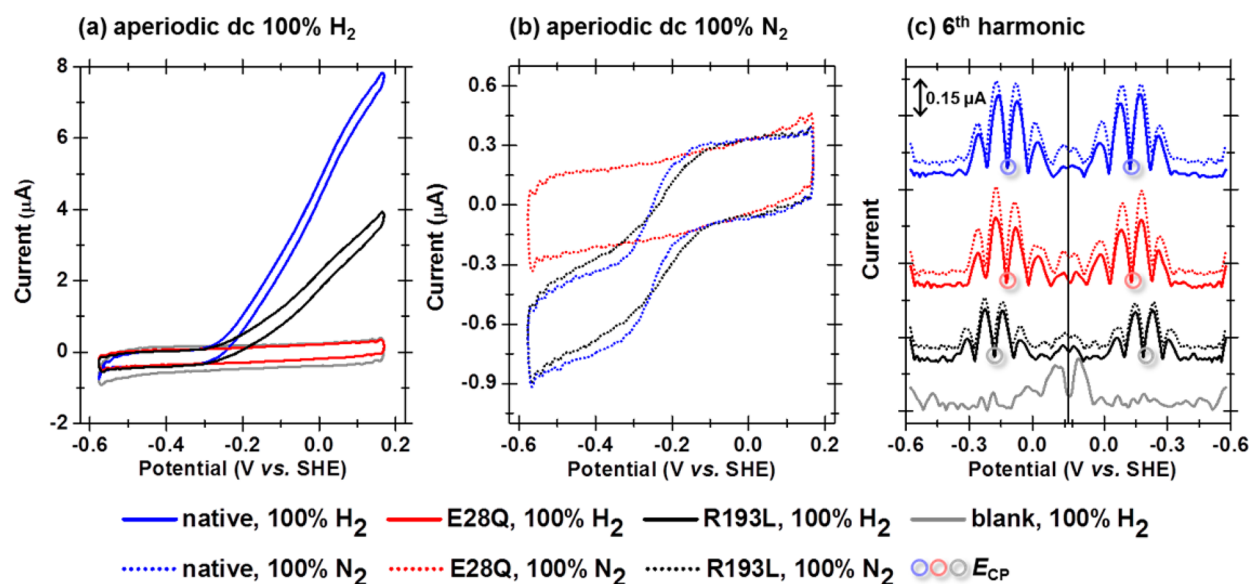 (a) aperiodic dc 100% H2
(b) aperiodic dc 100% N2
(c) 6th harmonic
Current (µA)
8
6
4
2
0
-2
-0.6 -0.4 -0.2 0.0 0.2
Potential (V vs. SHE)
Current (µA)
0.6
0.3
0.0
-0.3
-0.6
-0.9
-0.6 -0.4 -0.2 0.0 0.2
Potential (V vs. SHE)
0.15 µA
Current
-0.6 -0.3 0.0 0.0 -0.3 -0.6
Potential (V vs. SHE)
native, 100% H2 E28Q, 100% H2 R193L, 100% H2 blank, 100% H2
native, 100% N2 E28Q, 100% N2 R193L, 100% N2 ECP